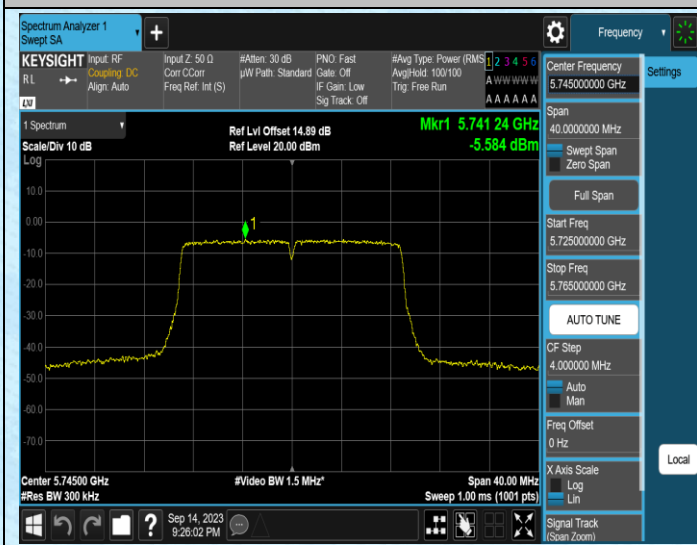 Spectrum Analyzer 1
Swept SA
+
Frequency
KEYSIGHT
RL
LXI
Input: RF
Coupling: DC
Align: Auto
Input Z: 50 Ω
Corr CCorr
Freq Ref: Int (S)
#Atten: 30 dB
µW Path: Standard
PNO: Fast
Gate: Off
IF Gain: Low
Sig Track: Off
#Avg Type: Power (RMS
Avg|Hold: 100/100
Trig: Free Run
1 2 3 4 5 6
A W W W W W
A A A A A A
1 Spectrum
Scale/Div 10 dB
Log
Ref Lvl Offset 14.89 dB
Ref Level 20.00 dBm
Mkr1 5.741 24 GHz
-5.584 dBm
10.0
0.00
-10.0
-20.0
-30.0
-40.0
-50.0
-60.0
-70.0
1
Center 5.74500 GHz
#Res BW 300 kHz
#Video BW 1.5 MHz*
Span 40.00 MHz
Sweep 1.00 ms (1001 pts)
?
Sep 14, 2023
9:26:02 PM
Center Frequency
5.745000000 GHz
Span
40.0000000 MHz
Swept Span
Zero Span
Full Span
Start Freq
5.725000000 GHz
Stop Freq
5.765000000 GHz
AUTO TUNE
CF Step
4.000000 MHz
Auto
Man
Freq Offset
0 Hz
X Axis Scale
Log
Lin
Signal Track
(Span Zoom)
Settings
Local